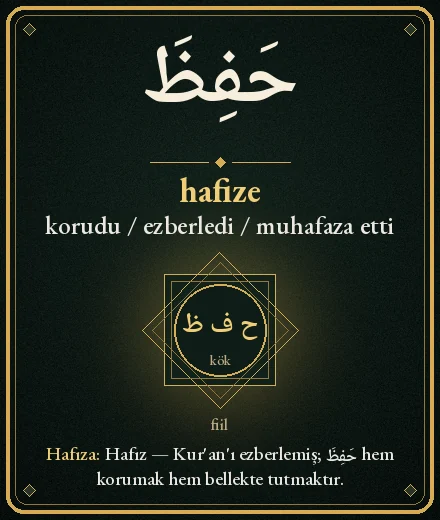 حَفِظَ
hafize
korudu / ezberledi / muhafaza etti
ح ف ظ
kök
fiil
Hafıza: Hafız — Kur'an'ı ezberlemiş; حَفِظَ hem
korumak hem bellekte tutmaktır.